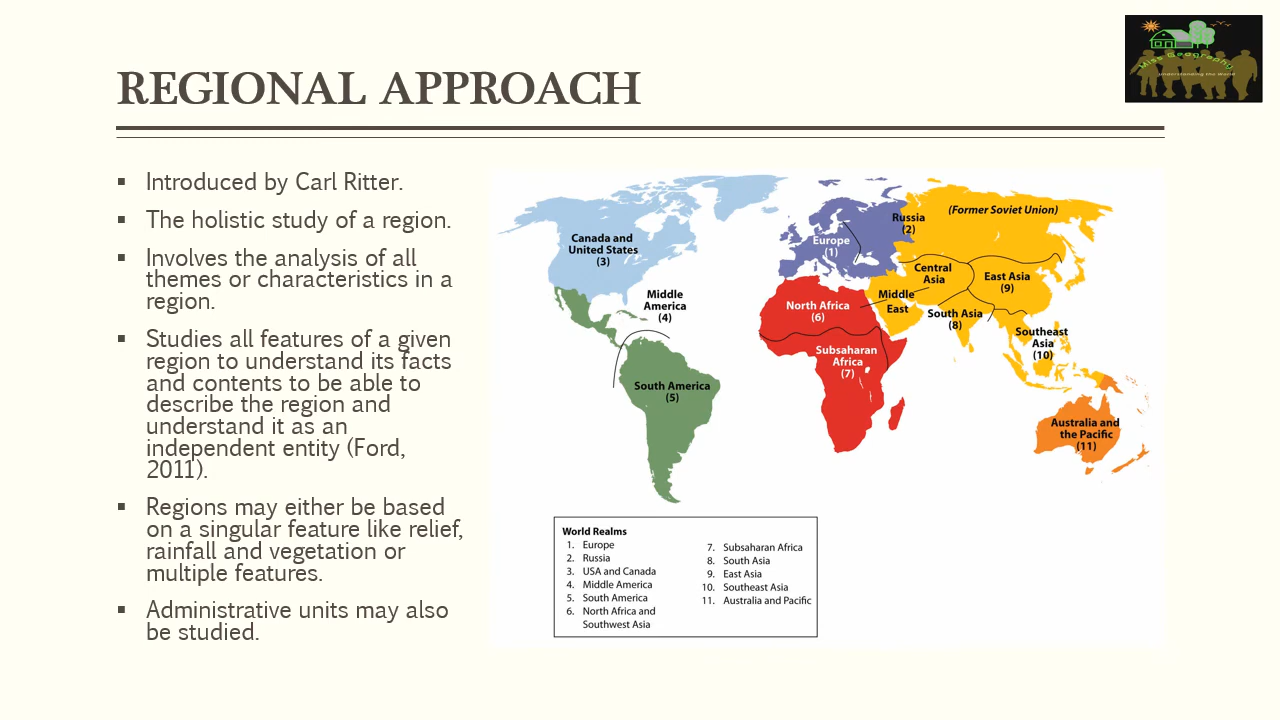 REGIONAL APPROACH
Miss Geography
Understanding the World
▪ Introduced by Carl Ritter.
▪ The holistic study of a region.
▪ Involves the analysis of all
themes or characteristics in a
region.
▪ Studies all features of a given
region to understand its facts
and contents to be able to
describe the region and
understand it as an
independent entity (Ford,
2011).
▪ Regions may either be based
on a singular feature like relief,
rainfall and vegetation or
multiple features.
▪ Administrative units may also
be studied.
Canada and
United States
(3)
Middle
America
(4)
South America
(5)
Europe
(1)
Russia
(2)
(Former Soviet Union)
Central
Asia
East Asia
(9)
Middle
East
North Africa
(6)
South Asia
(8)
Southeast
Asia
(10)
Subsaharan
Africa
(7)
Australia and
the Pacific
(11)
World Realms
1. Europe
2. Russia
3. USA and Canada
4. Middle America
5. South America
6. North Africa and
Southwest Asia
7. Subsaharan Africa
8. South Asia
9. East Asia
10. Southeast Asia
11. Australia and Pacific